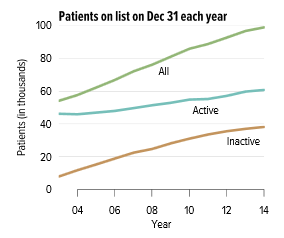 Patients on list on Dec 31 each year
100
80
60
40
20
0
Patients (in thousands)
All
Active
Inactive
04 06 08 10 12 14
Year